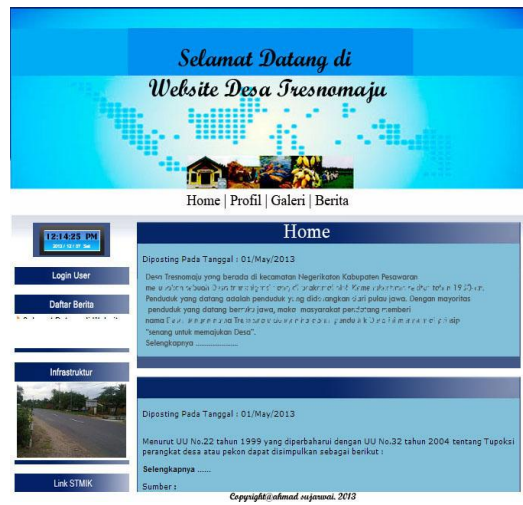 Selamat Datang di
Website Desa Tresnomaju
Home | Profil | Galeri | Berita
12:14:25 PM
2013 / 12 / 07 Sat
Login User
Daftar Berita
Infrastruktur
Link STMIK
Home
Diposting Pada Tanggal : 01/May/2013
Desa Tresnomaju yang berada di kecamatan Negerikaton Kabupaten Pesawaran
Penduduk yang datang adalah penduduk yang didatangkan dari pulau jawa. Dengan mayoritas
penduduk yang datang bersuku jawa, maka masyarakat pendatang memberi
nama
"senang untuk memajukan Desa".
Selengkapnya ...................
Diposting Pada Tanggal : 01/May/2013
Menurut UU No.22 tahun 1999 yang diperbaharui dengan UU No.32 tahun 2004 tentang Tupoksi
perangkat desa atau pekon dapat disimpulkan sebagai berikut :
Selengkapnya ......
Sumber :
Copyright@ahmad sujarwai. 2013